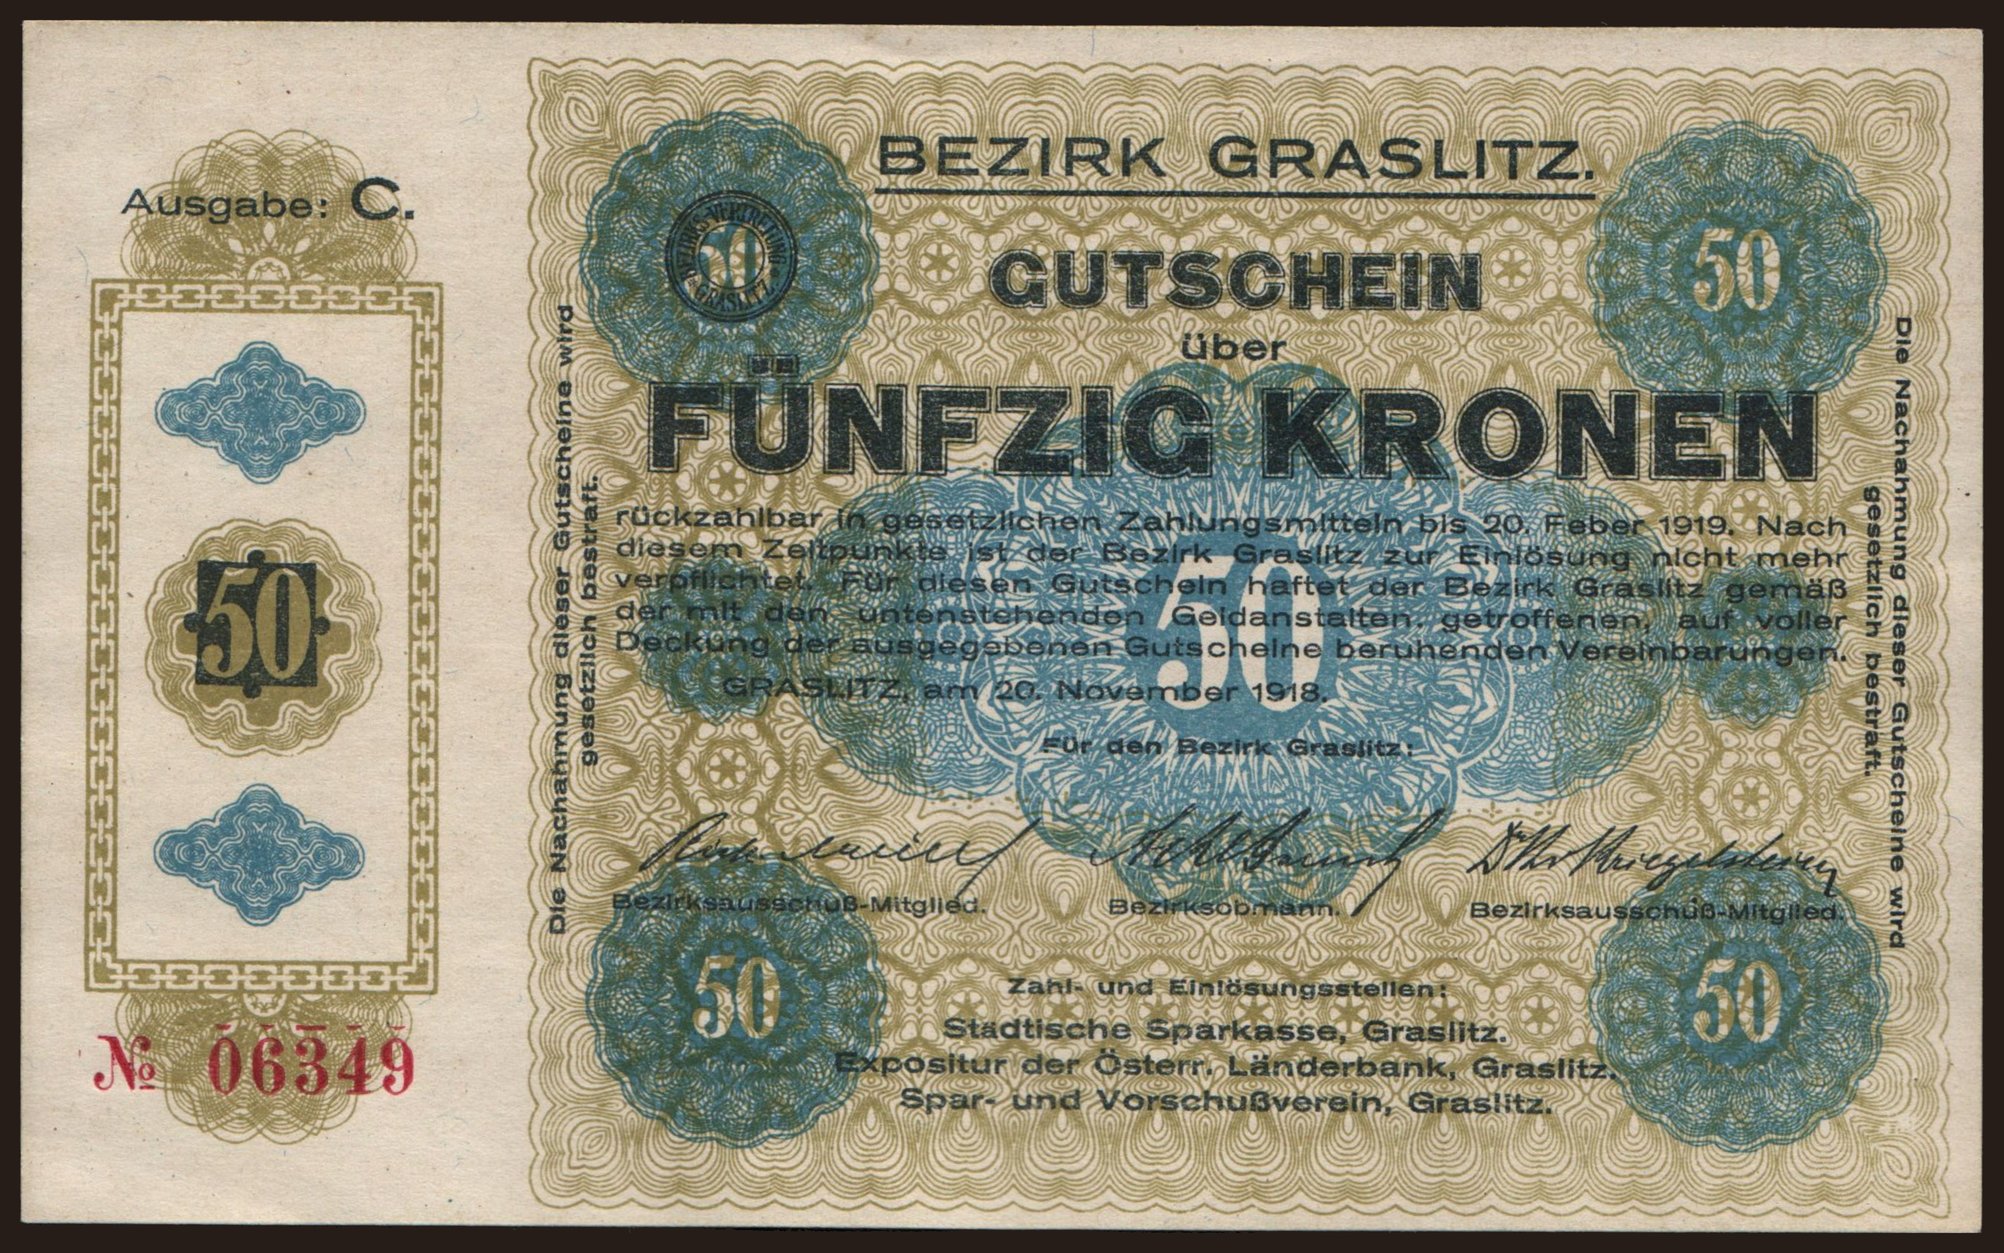 Ausgabe: C.
50
№ 06349
Die Nachahmung dieser Gutscheine wird
gesetzlich bestraft.
BEZIRK GRASLITZ.
BEZIRKS-VERTRETUNG
GRASLITZ
50
50
GUTSCHEIN
über
FÜNFZIG KRONEN
rückzahlbar in gesetzlichen Zahlungsmitteln bis 20. Feber 1919. Nach
diesem Zeitpunkte ist der Bezirk Graslitz zur Einlösung nicht mehr
verpflichtet. Für diesen Gutschein haftet der Bezirk Graslitz gemäß
der mit den untenstehenden Geldanstalten getroffenen, auf voller
Deckung der ausgegebenen Gutscheine beruhenden Vereinbarungen.
50
GRASLITZ, am 20. November 1918.
Für den Bezirk Graslitz:
Bezirksausschuß-Mitglied.
Bezirksobmann.
Bezirksausschuß-Mitglied.
50
50
Zahl- und Einlösungsstellen:
Städtische Sparkasse, Graslitz.
Expositur der Österr. Länderbank, Graslitz.
Spar- und Vorschußverein, Graslitz.
Die Nachahmung dieser Gutscheine wird
gesetzlich bestraft.